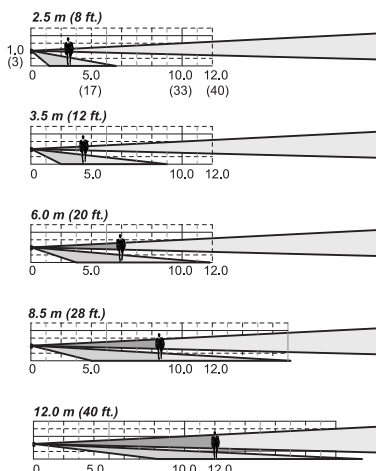 2.5 m (8 ft.)
1.0
(3)
0 5.0 10.0 12.0
(17) (33) (40)
3.5 m (12 ft.)
0 5.0 10.0 12.0
6.0 m (20 ft.)
0 5.0 10.0 12.0
8.5 m (28 ft.)
0 5.0 10.0 12.0
12.0 m (40 ft.)
0 5.0 10.0 12.0